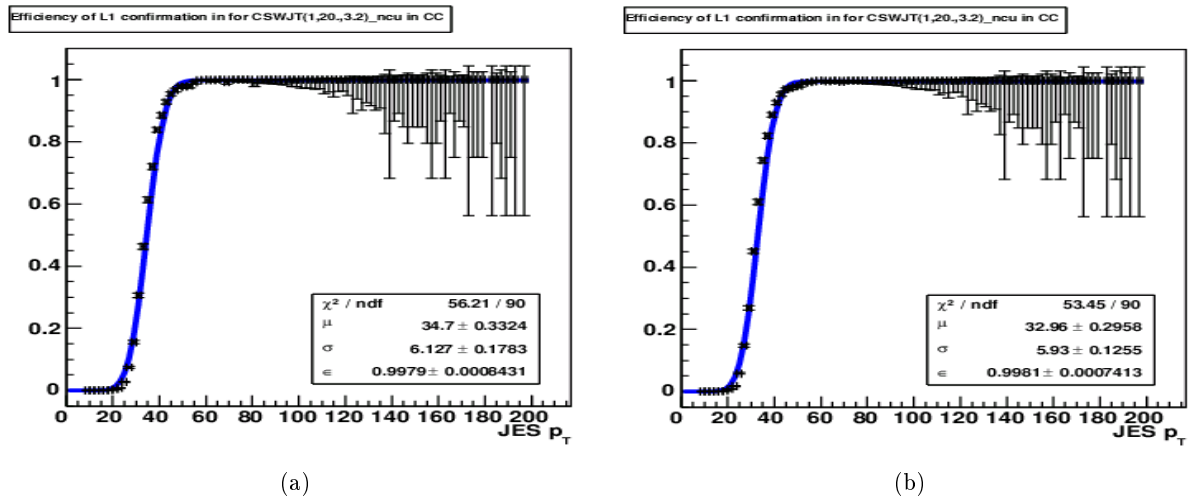 Efficiency of L1 confirmation in for CSWJT(1,20.,3.2)_ncu in CC
1
0.8
0.6
0.4
0.2
0
χ² / ndf 56.21 / 90
μ 34.7 ± 0.3324
σ 6.127 ± 0.1783
ϵ 0.9979 ± 0.0008431
0 20 40 60 80 100 120 140 160 180 200
JES pT
(a)
Efficiency of L1 confirmation in for CSWJT(1,20.,3.2)_ncu in CC
1
0.8
0.6
0.4
0.2
0
χ² / ndf 53.45 / 90
μ 32.96 ± 0.2958
σ 5.93 ± 0.1255
ϵ 0.9981 ± 0.0007413
0 20 40 60 80 100 120 140 160 180 200
JES pT
(b)